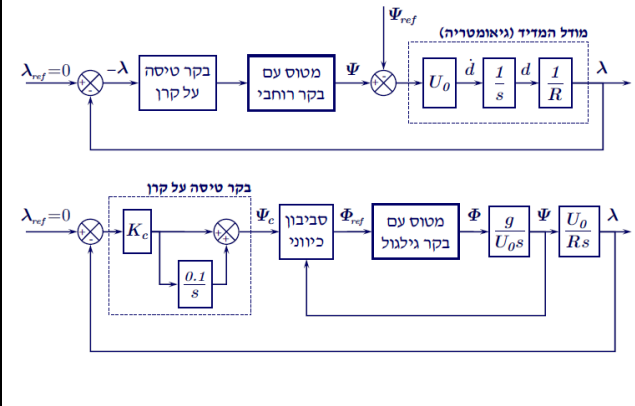 Ψref
מודל המדיד (גיאומטריה)
λref=0
−λ
בקר טיסה
על קרן
מטוס עם
בקר רוחבי
Ψ
U0
ḋ
1
s
d
1
R
λ
+
-
-
בקר טיסה על קרן
λref=0
Kc
0.1
s
Ψc
סביבון
כיווני
Φref
מטוס עם
בקר גילגול
Φ
g
U0s
Ψ
U0
Rs
λ
+
-
+
+